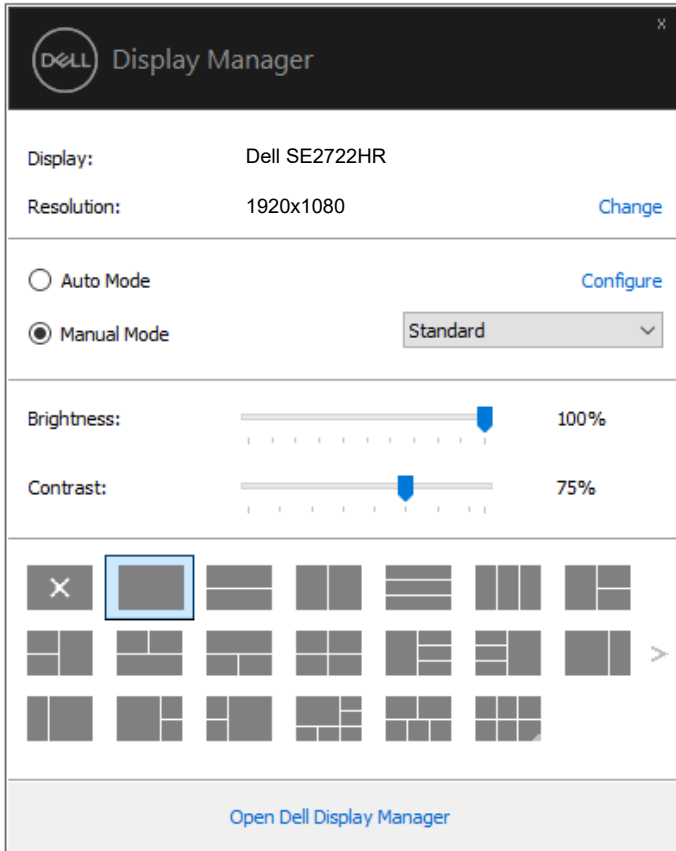 x
DELL Display Manager
Display: Dell SE2722HR
Resolution: 1920x1080 Change
Auto Mode Configure
Manual Mode Standard
Brightness: 100%
Contrast: 75%
Open Dell Display Manager